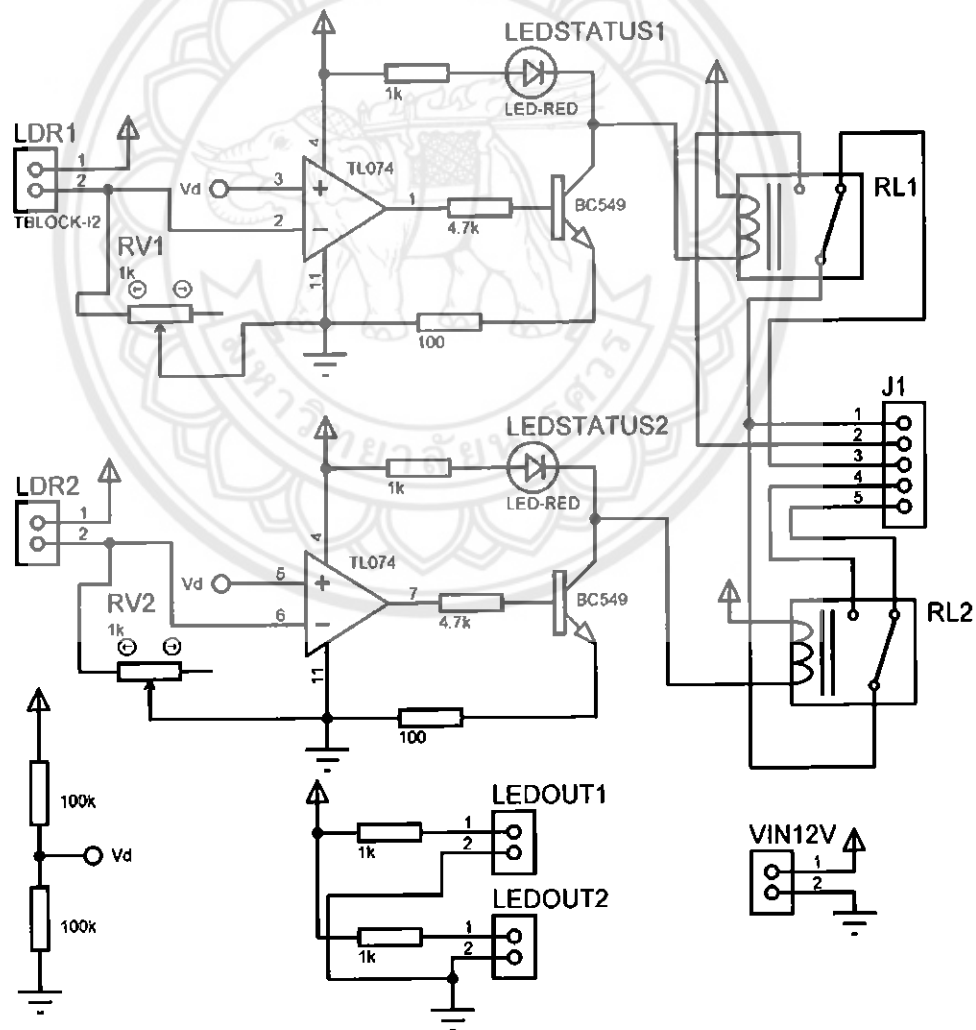 LEDSTATUS1
1k
LED-RED
LDR1
1
2
TBLOCK-I2
4
TL074
Vd
3
+
2
−
1
4.7k
BC549
11
RV1
1k
100
RL1
J1
1
2
3
4
5
LEDSTATUS2
1k
LED-RED
LDR2
1
2
4
TL074
Vd
5
+
6
−
7
4.7k
BC549
11
RV2
1k
100
RL2
100k
Vd
100k
LEDOUT1
1
2
1k
LEDOUT2
1
2
1k
VIN12V
1
2